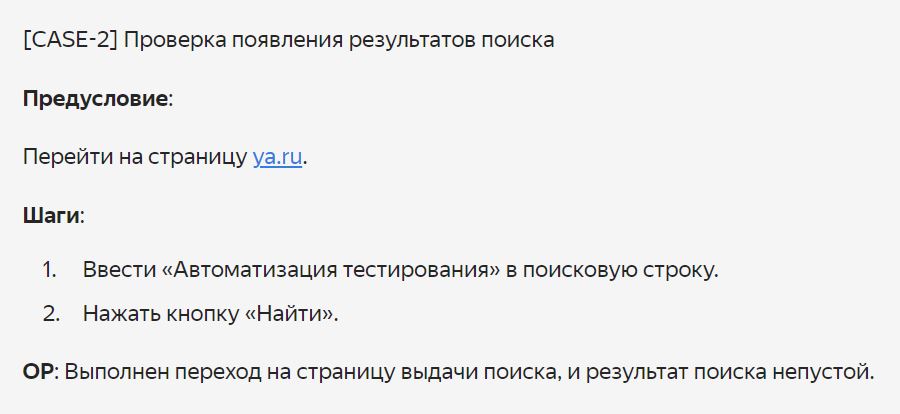 [CASE-2] Проверка появления результатов поиска
Предусловие:
Перейти на страницу ya.ru.
Шаги:
1. Ввести «Автоматизация тестирования» в поисковую строку.
2. Нажать кнопку «Найти».
ОР: Выполнен переход на страницу выдачи поиска, и результат поиска непустой.